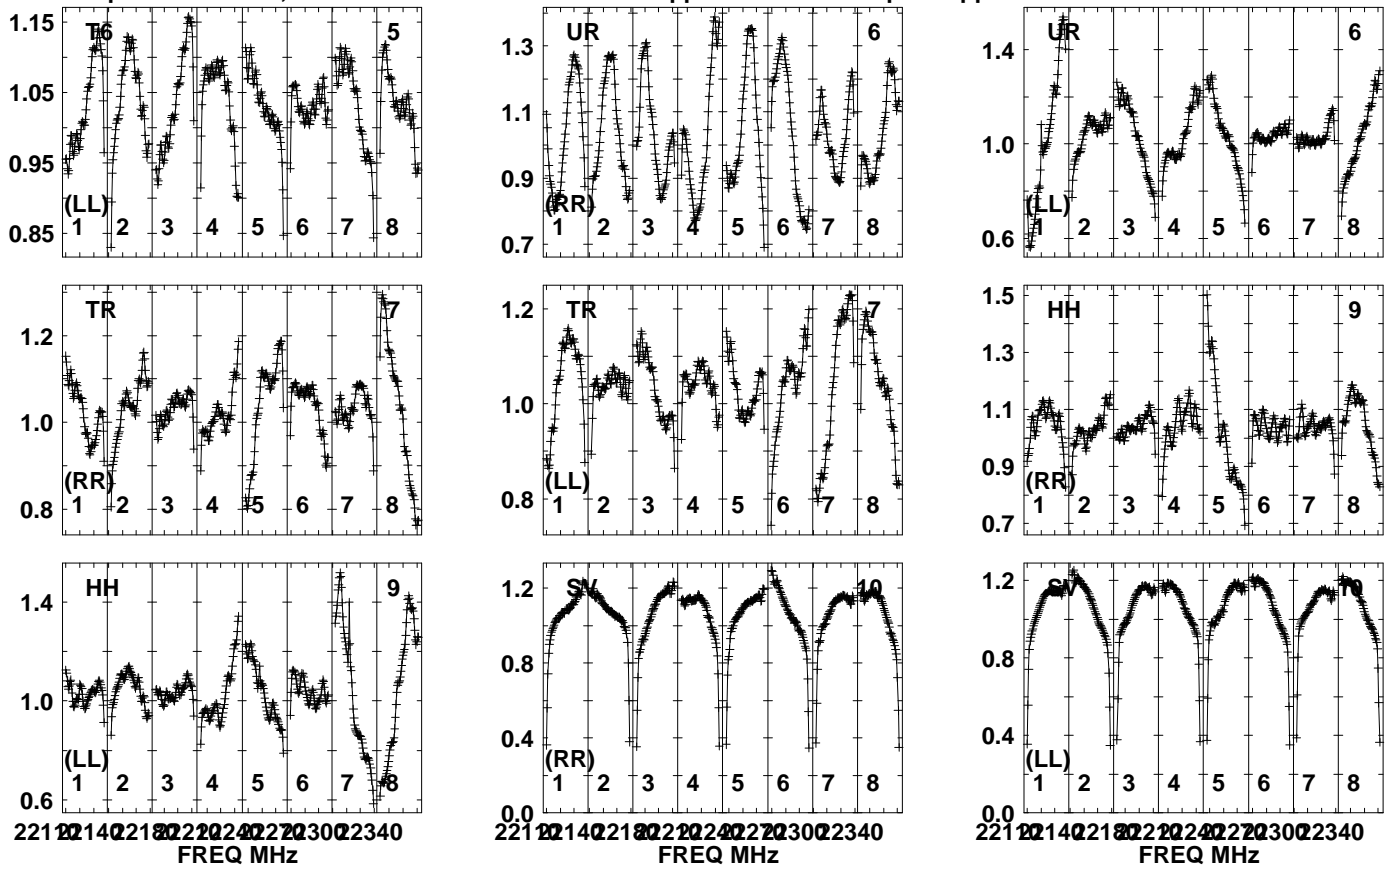 1.15 T6 5
1.05
0.95
(LL)
0.85 1 2 3 4 5 6 7 8
1.3 UR 6
1.1
0.9
(RR)
0.7 1 2 3 4 5 6 7 8
1.4 UR 6
1.0
(LL)
0.6 1 2 3 4 5 6 7 8
1.2 TR 7
1.0
(RR)
0.8 1 2 3 4 5 6 7 8
1.2 TR 7
1.0
(LL)
0.8 1 2 3 4 5 6 7 8
1.5 HH 9
1.3
1.1
0.9 (RR)
0.7 1 2 3 4 5 6 7 8
HH 9
1.4
1.0
(LL)
0.6 1 2 3 4 5 6 7 8
1.2 SV 10
0.8
0.4 (RR)
1 2 3 4 5 6 7 8
0.0
1.2 SV 10
0.8
0.4 (LL)
1 2 3 4 5 6 7 8
0.0
FREQ MHz
FREQ MHz